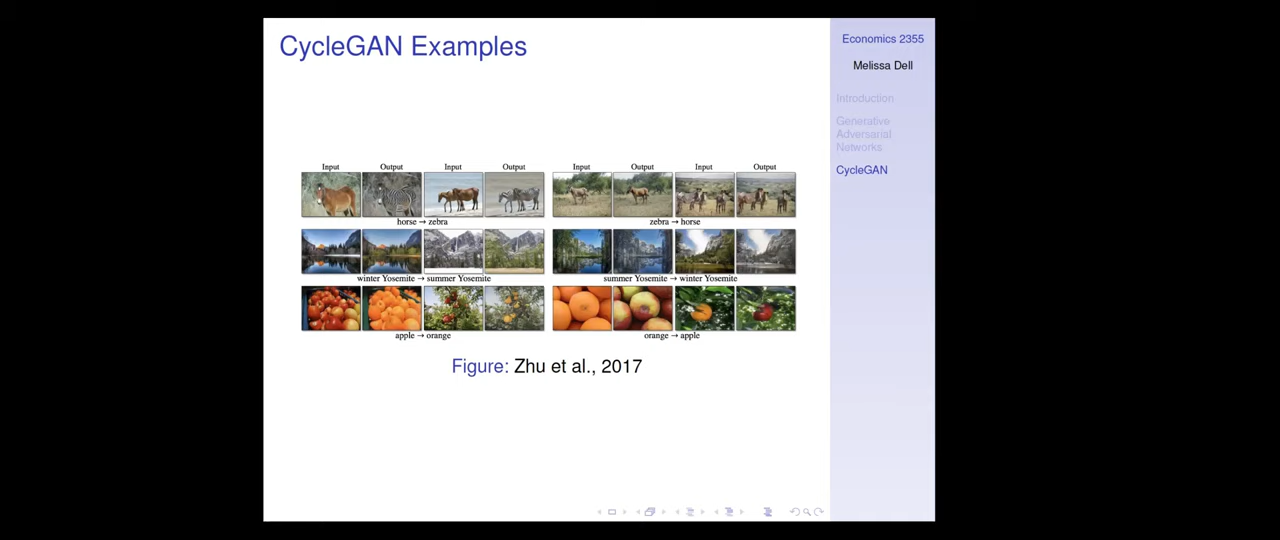 CycleGAN Examples
Input Output Input Output Input Output Input Output
horse → zebra zebra → horse
winter Yosemite → summer Yosemite summer Yosemite → winter Yosemite
apple → orange orange → apple
Figure: Zhu et al., 2017
Economics 2355
Melissa Dell
Introduction
Generative
Adversarial
Networks
CycleGAN